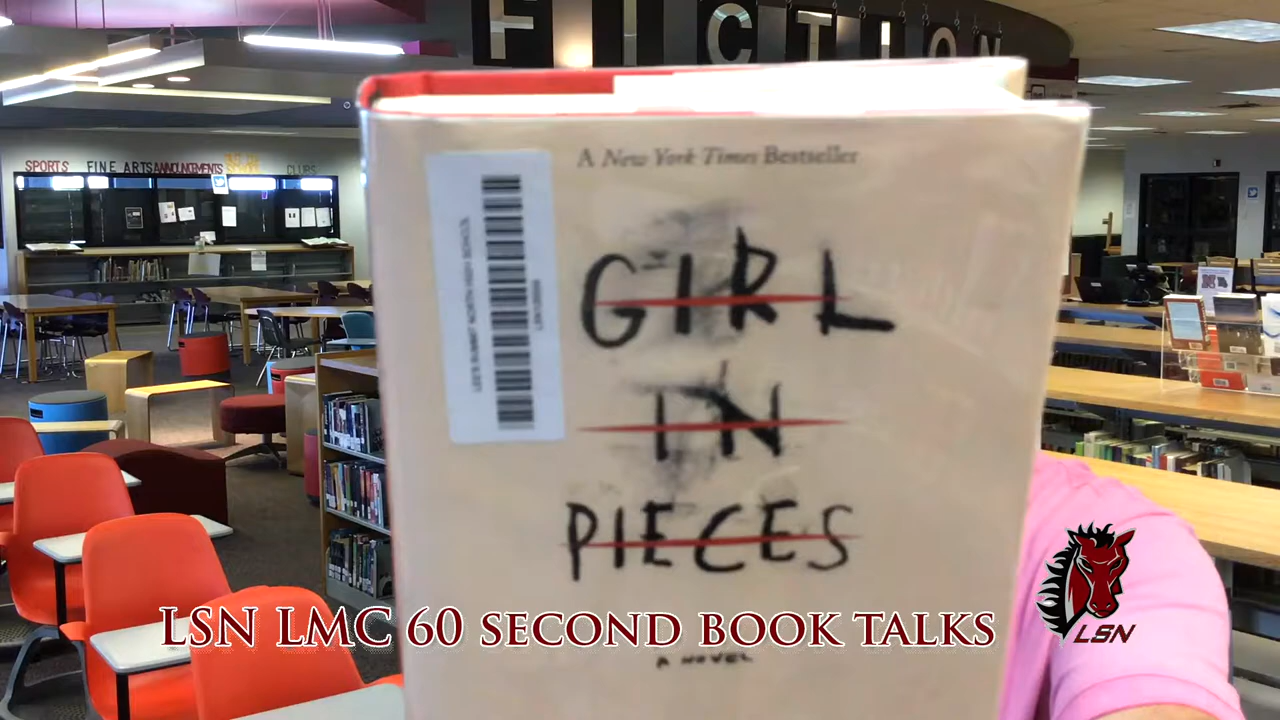 FICTION
SPORTS
FINE ARTS
ANNOUNCEMENTS
CLUBS
A New York Times Bestseller
GIRL
IN
PIECES
LSN LMC 60 SECOND BOOK TALKS
A NOVEL
LSN